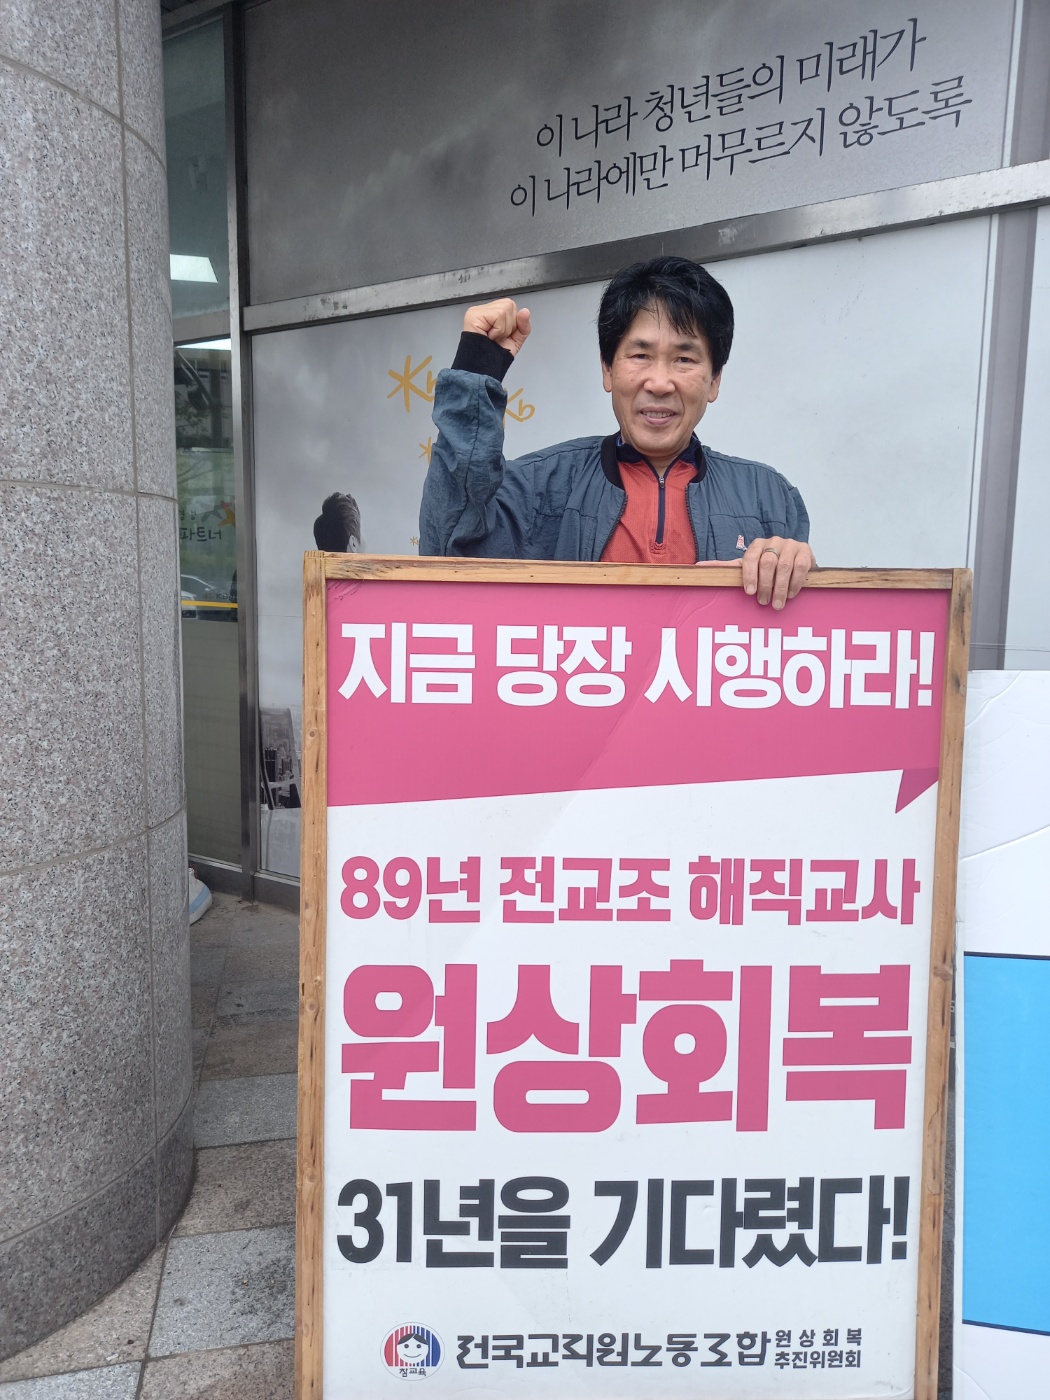 이 나라 청년들의 미래가
이 나라에만 머무르지 않도록
지금 당장 시행하라!
89년 전교조 해직교사
원상회복
31년을 기다렸다!
참교육
전국교직원노동조합
원상회복
추진위원회